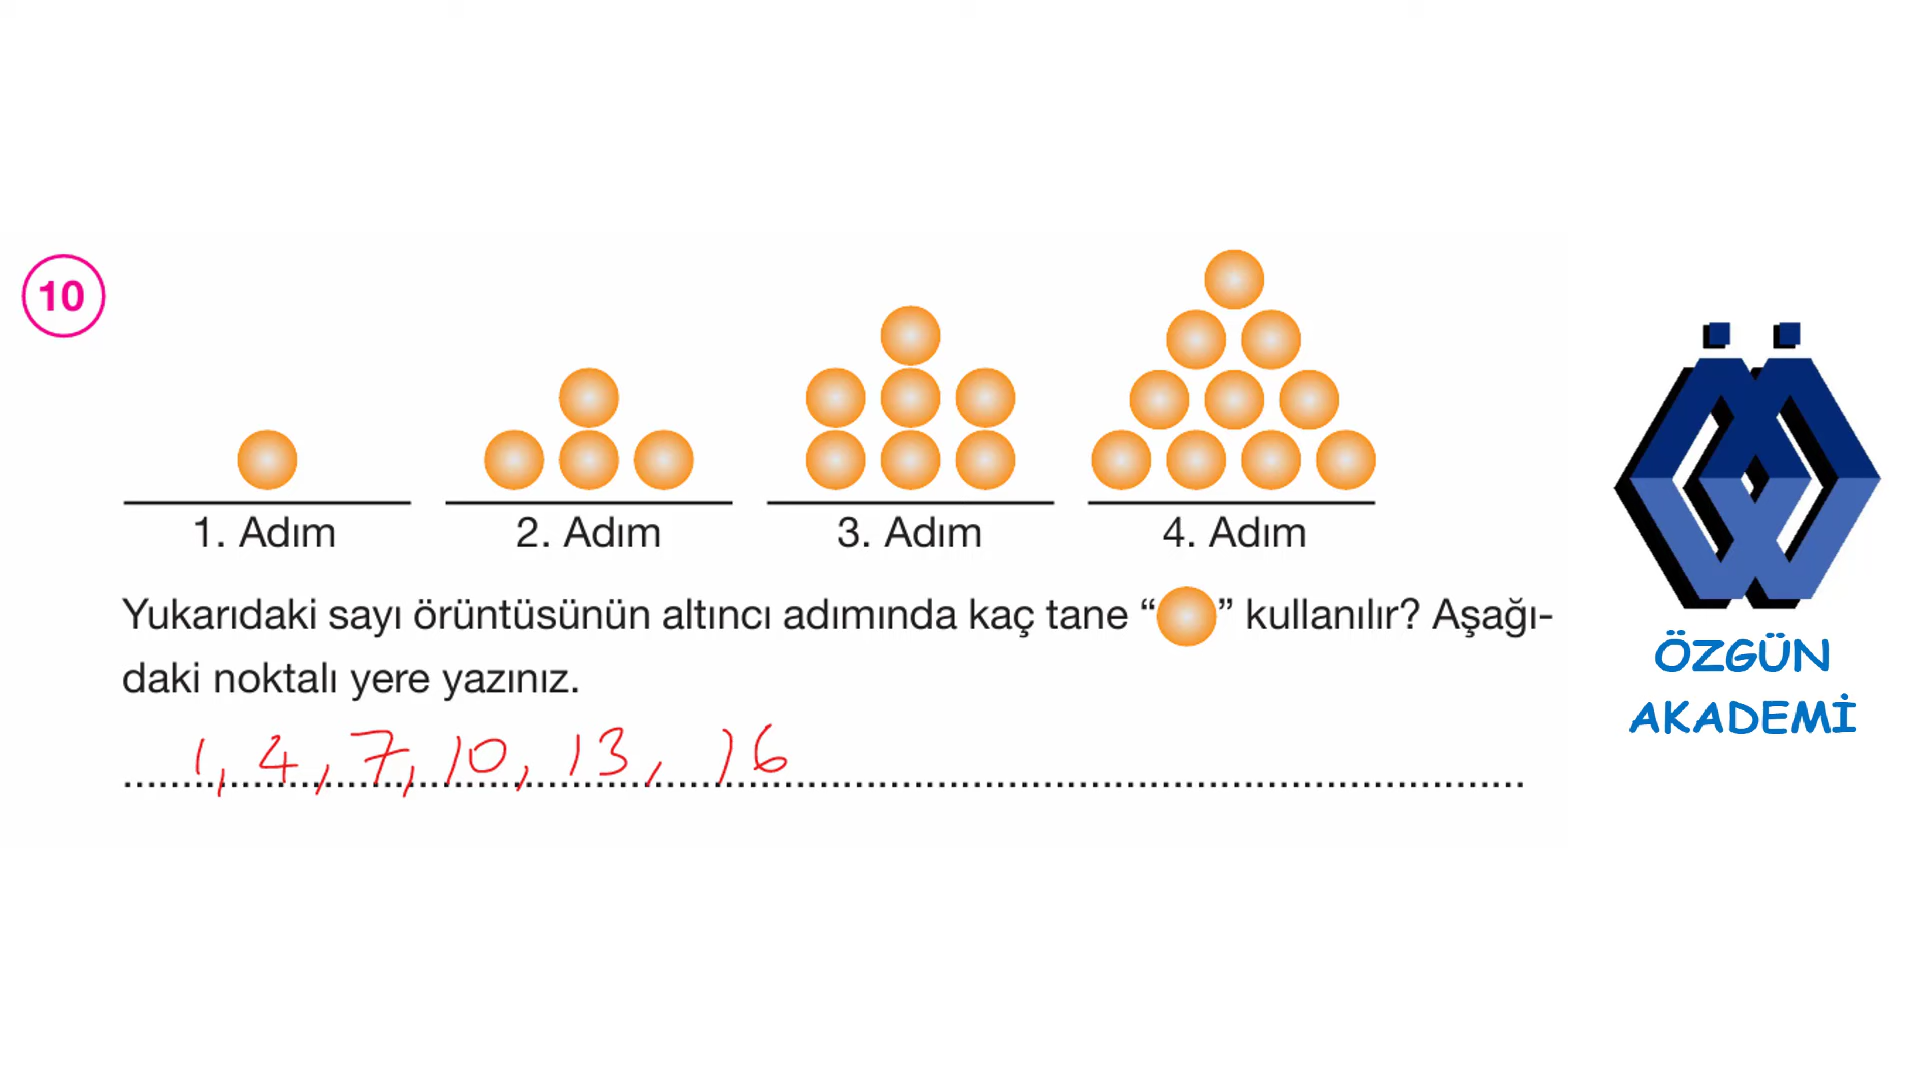 10
1. Adım 2. Adım 3. Adım 4. Adım
Yukarıdaki sayı örüntüsünün altıncı adımında kaç tane “ ” kullanılır? Aşağı-
daki noktalı yere yazınız.
1, 4, 7, 10, 13, 16
ÖZGÜN
AKADEMİ